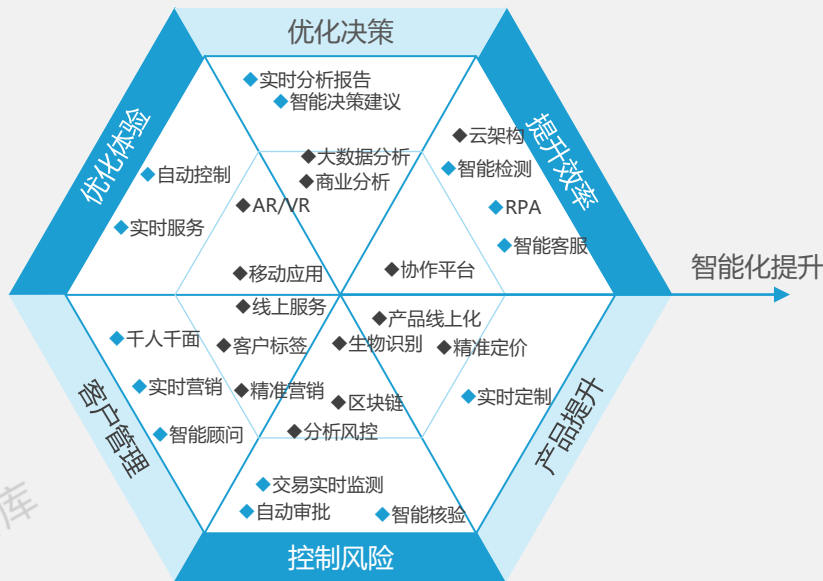 优化决策
实时分析报告
智能决策建议
大数据分析
商业分析
优化体验
自动控制
实时服务
AR/VR
移动应用
提升效率
云架构
智能检测
RPA
智能客服
协作平台
智能化提升
线上服务
千人千面
客户标签
实时营销
精准营销
智能顾问
客户管理
产品线上化
精准定价
实时定制
产品提升
生物识别
区块链
分析风控
交易实时监测
自动审批
智能核验
控制风险
库